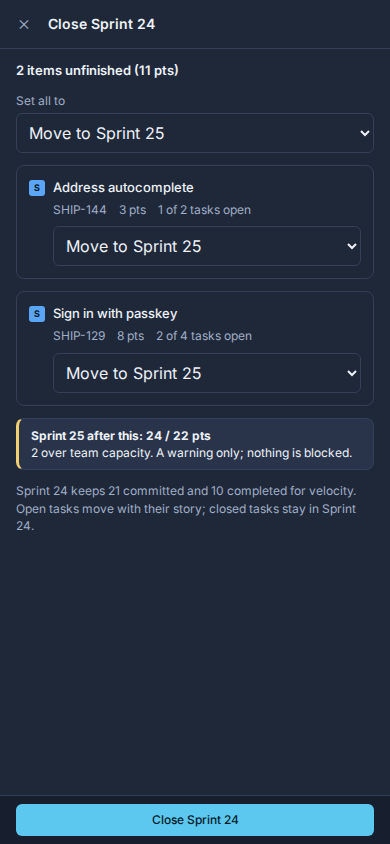 Close Sprint 24
2 items unfinished (11 pts)
Set all to
Move to Sprint 25
S Address autocomplete
SHIP-144 3 pts 1 of 2 tasks open
Move to Sprint 25
S Sign in with passkey
SHIP-129 8 pts 2 of 4 tasks open
Move to Sprint 25
Sprint 25 after this: 24 / 22 pts
2 over team capacity. A warning only; nothing is blocked.
Sprint 24 keeps 21 committed and 10 completed for velocity.
Open tasks move with their story; closed tasks stay in Sprint
24.
Close Sprint 24